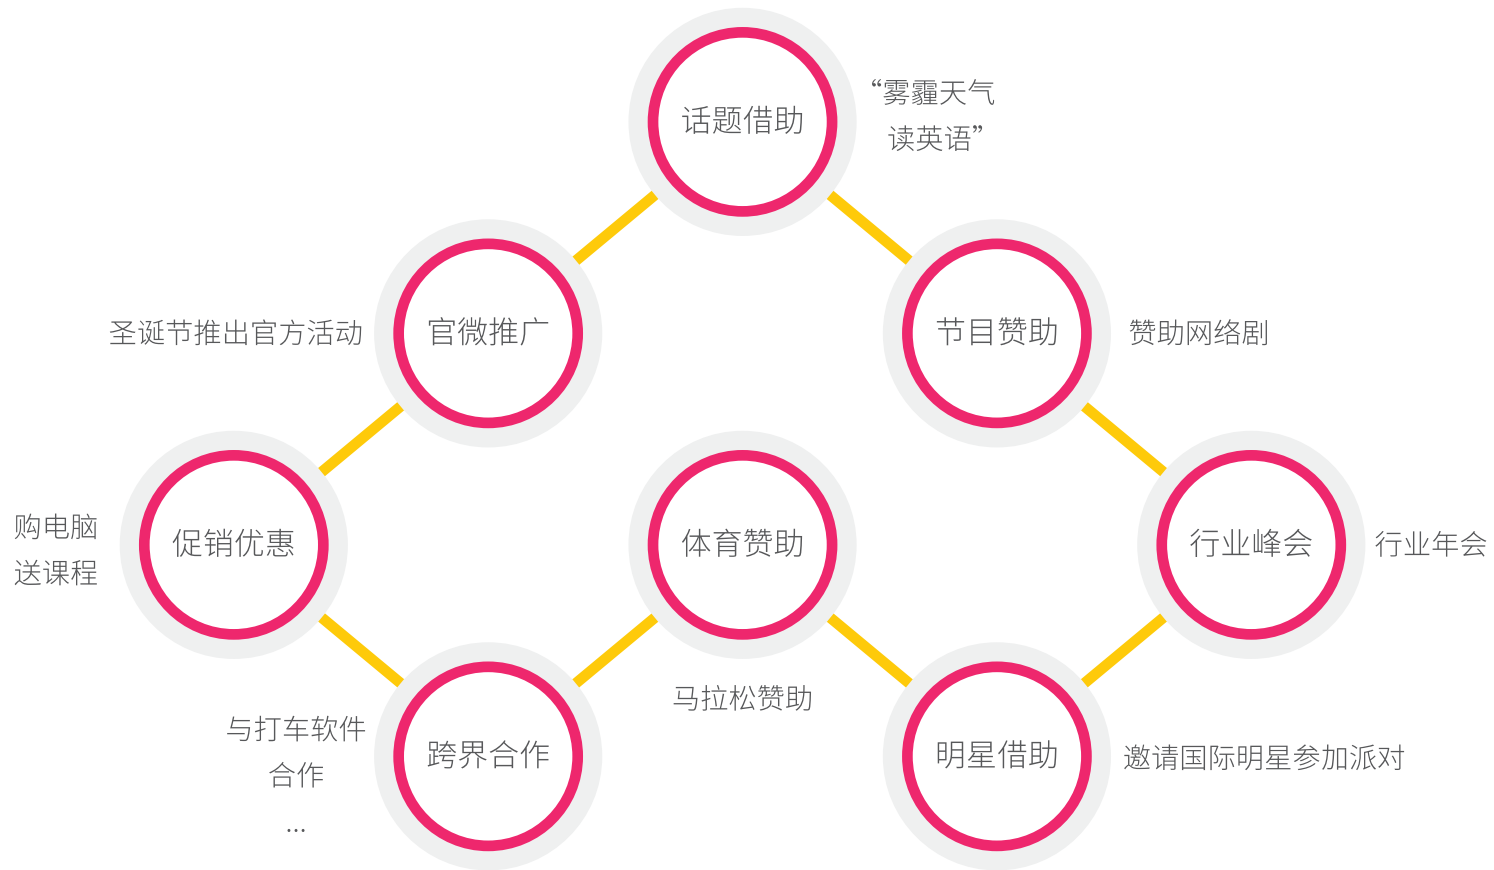 话题借助
“雾霾天气
读英语”
官微推广
圣诞节推出官方活动
节目赞助
赞助网络剧
促销优惠
购电脑
送课程
体育赞助
马拉松赞助
行业峰会
行业年会
跨界合作
与打车软件
合作
...
明星借助
邀请国际明星参加派对